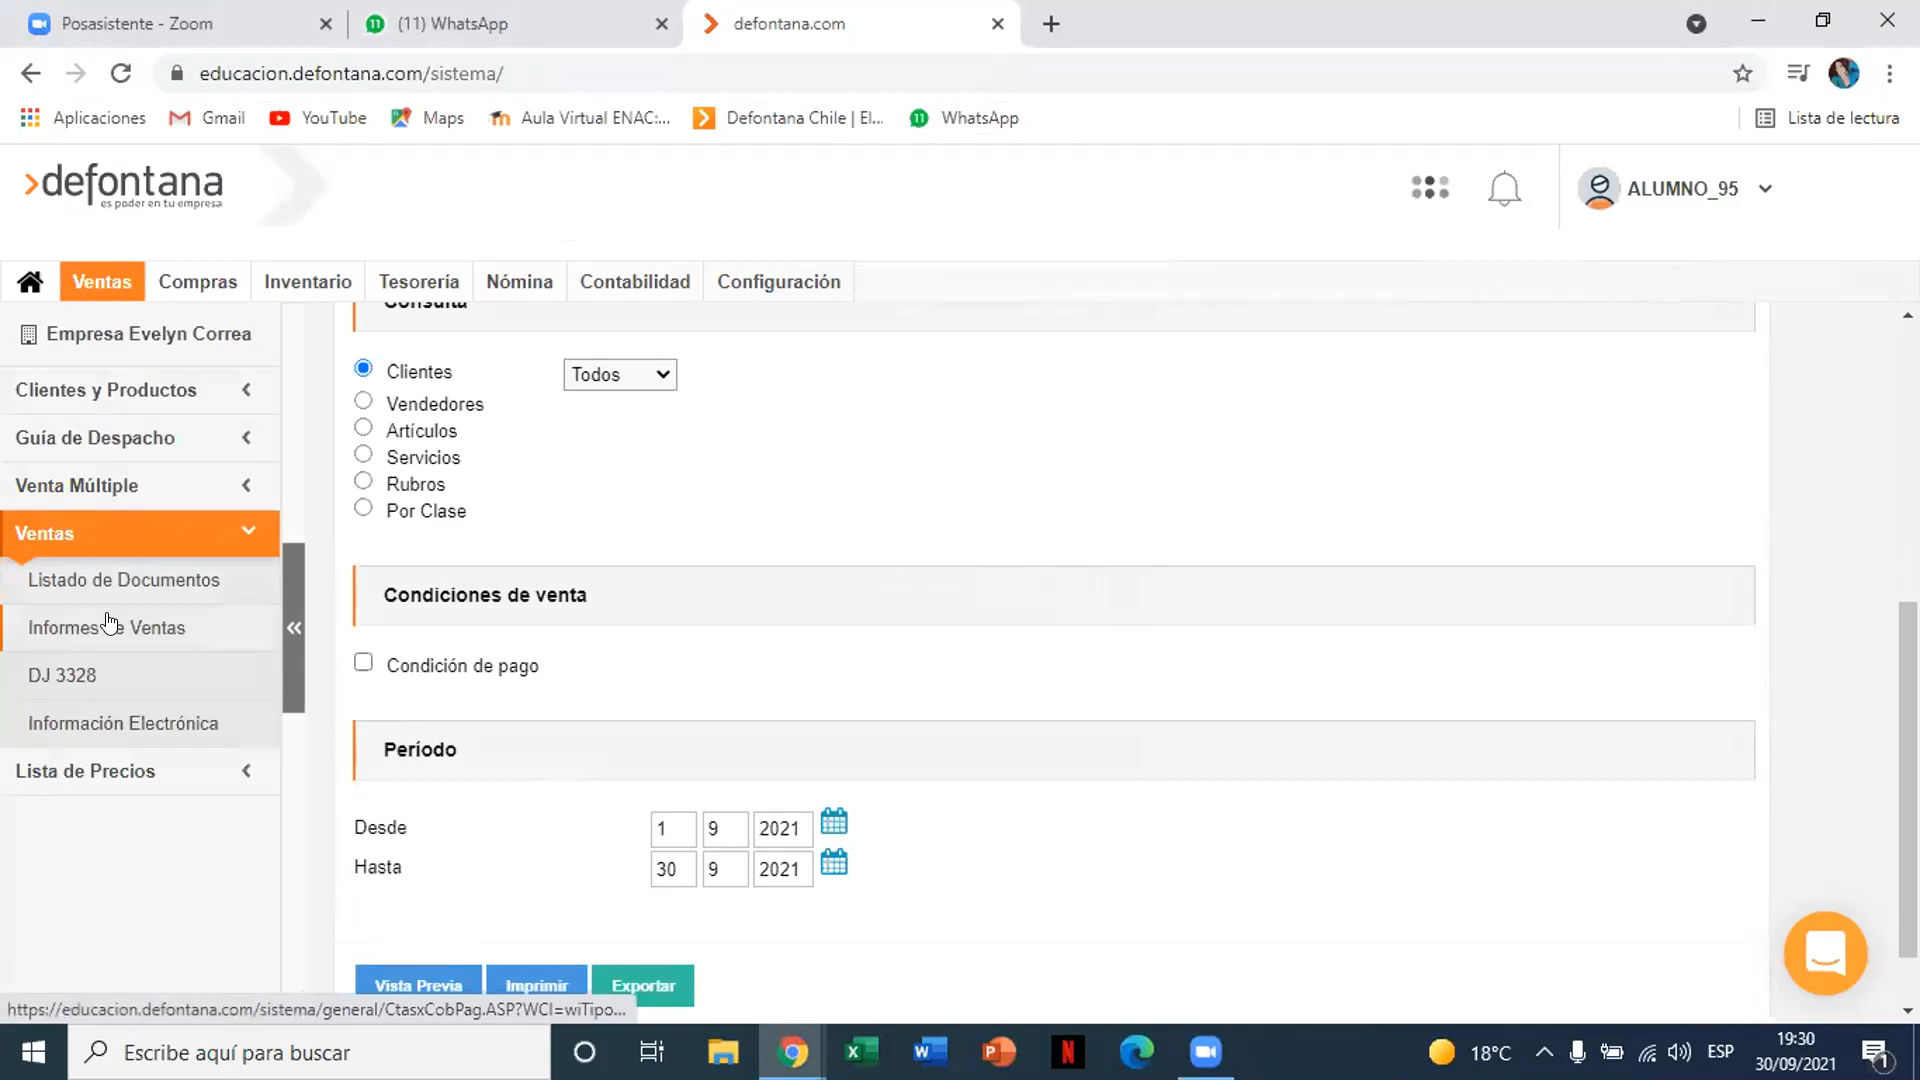 Posasistente - Zoom
(11) WhatsApp
defontana.com
educacion.defontana.com/sistema/
Aplicaciones
Gmail
YouTube
Maps
Aula Virtual ENAC:...
Defontana Chile | El...
11
WhatsApp
Lista de lectura
defontana
es poder en tu empresa
ALUMNO_95
Ventas
Compras
Inventario
Tesorería
Nómina
Contabilidad
Configuración
Empresa Evelyn Correa
Clientes y Productos
Guía de Despacho
Venta Múltiple
Ventas
Listado de Documentos
Informes de Ventas
DJ 3328
Información Electrónica
Lista de Precios
Consulta
Clientes
Todos
Vendedores
Artículos
Servicios
Rubros
Por Clase
Condiciones de venta
Condición de pago
Período
Desde
1 9 2021
Hasta
30 9 2021
Vista Previa
Imprimir
Exportar
https://educacion.defontana.com/sistema/general/CtasxCobPag.ASP?WCI=wiTipo...
Escribe aquí para buscar
18°C
ESP
19:30
30/09/2021
1